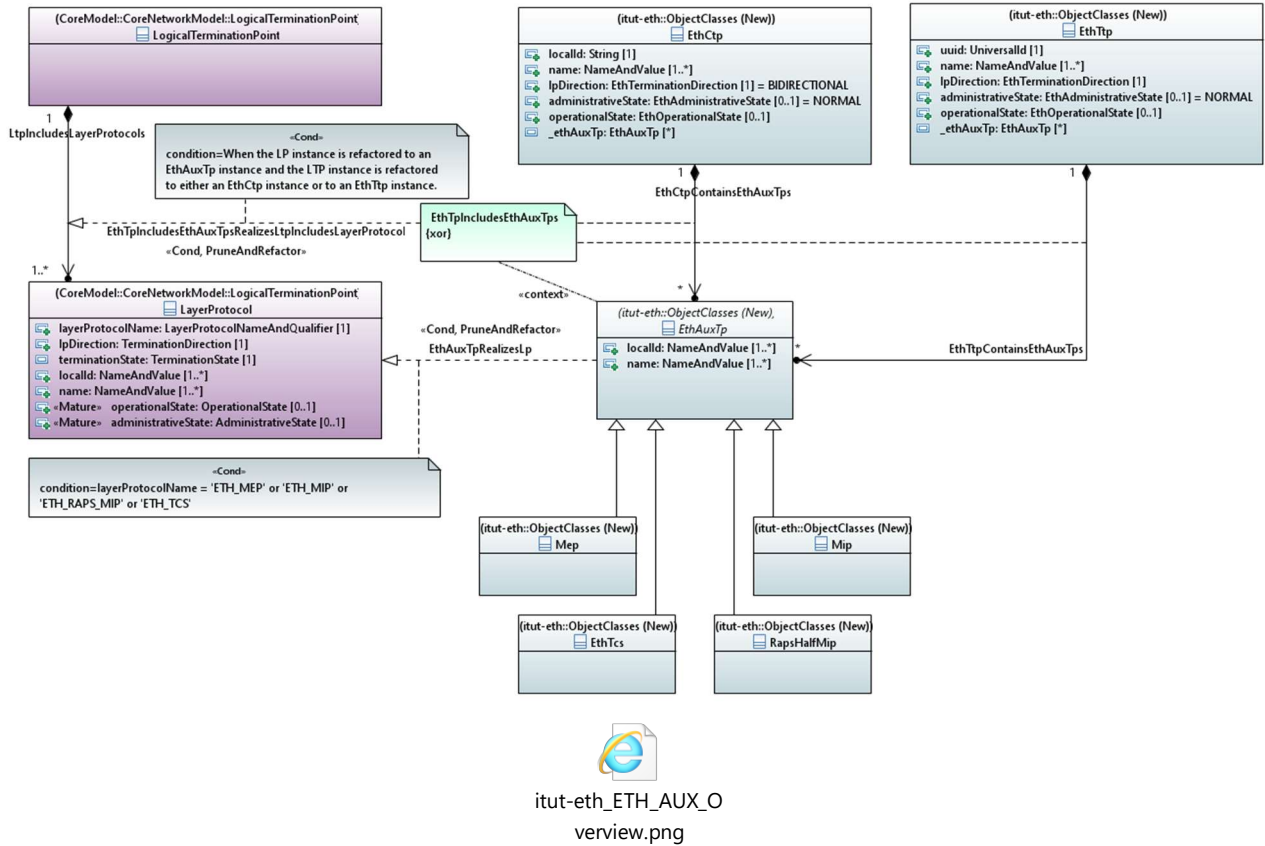 (CoreModel::CoreNetworkModel::LogicalTerminationPoint
LogicalTerminationPoint
(itut-eth::ObjectClasses (New))
EthCtp
localId: String [1]
name: NameAndValue [1..*]
lpDirection: EthTerminationDirection [1] = BIDIRECTIONAL
administrativeState: EthAdministrativeState [0..1] = NORMAL
operationalState: EthOperationalState [0..1]
_ethAuxTp: EthAuxTp [*]
(itut-eth::ObjectClasses (New))
EthTtp
uuid: UniversalId [1]
name: NameAndValue [1..*]
lpDirection: EthTerminationDirection [1]
administrativeState: EthAdministrativeState [0..1] = NORMAL
operationalState: EthOperationalState [0..1]
_ethAuxTp: EthAuxTp [*]
1
LtpIncludesLayerProtocols
«Cond»
condition=When the LP instance is refactored to an
EthAuxTp instance and the LTP instance is refactored
to either an EthCtp instance or to an EthTtp instance.
1
EthCtpContainsEthAuxTps
1
EthTpIncludesEthAuxTps
{xor}
EthTpIncludesEthAuxTpsRealizesLtpIncludesLayerProtocol
«Cond, PruneAndRefactor»
1..*
(CoreModel::CoreNetworkModel::LogicalTerminationPoint
LayerProtocol
layerProtocolName: LayerProtocolNameAndQualifier [1]
lpDirection: TerminationDirection [1]
terminationState: TerminationState [1]
localId: NameAndValue [1..*]
name: NameAndValue [1..*]
«Mature» operationalState: OperationalState [0..1]
«Mature» administrativeState: AdministrativeState [0..1]
«context»
*
(itut-eth::ObjectClasses (New),
EthAuxTp
localId: NameAndValue [1..*]
name: NameAndValue [1..*]
«Cond, PruneAndRefactor»
EthAuxTpRealizesLp
*
EthTtpContainsEthAuxTps
«Cond»
condition=layerProtocolName = 'ETH_MEP' or 'ETH_MIP' or
'ETH_RAPS_MIP' or 'ETH_TCS'
(itut-eth::ObjectClasses (New))
Mep
(itut-eth::ObjectClasses (New))
Mip
(itut-eth::ObjectClasses (New))
EthTcs
(itut-eth::ObjectClasses (New))
RapsHalfMip
itut-eth_ETH_AUX_O
verview.png